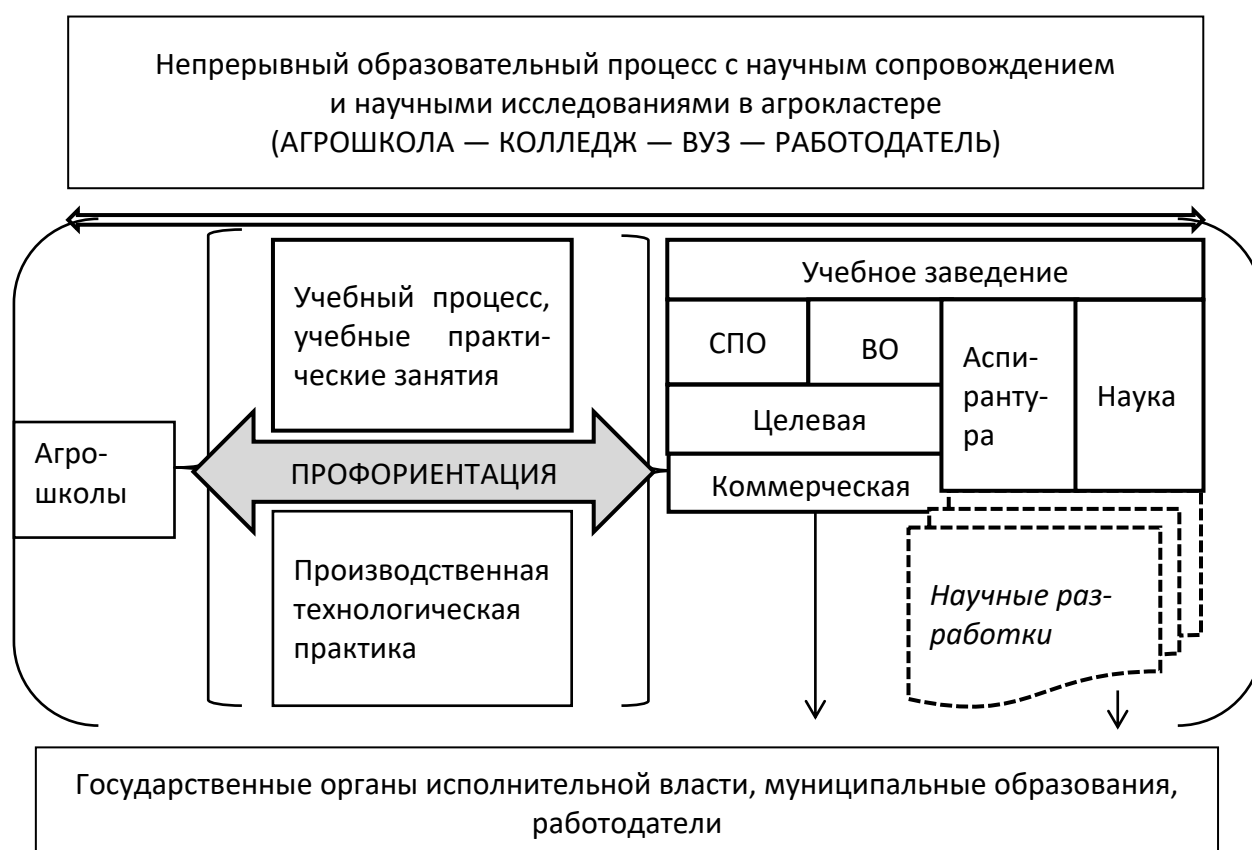 Непрерывный образовательный процесс с научным сопровождением
и научными исследованиями в агрокластере
(АГРОШКОЛА — КОЛЛЕДЖ — ВУЗ — РАБОТОДАТЕЛЬ)
Агро-
школы
Учебный процесс,
учебные практи-
ческие занятия
ПРОФОРИЕНТАЦИЯ
Производственная
технологическая
практика
Учебное заведение
СПО
ВО
Целевая
Коммерческая
Аспи-
ранту-
ра
Наука
Научные раз-
работки
Государственные органы исполнительной власти, муниципальные образования,
работодатели